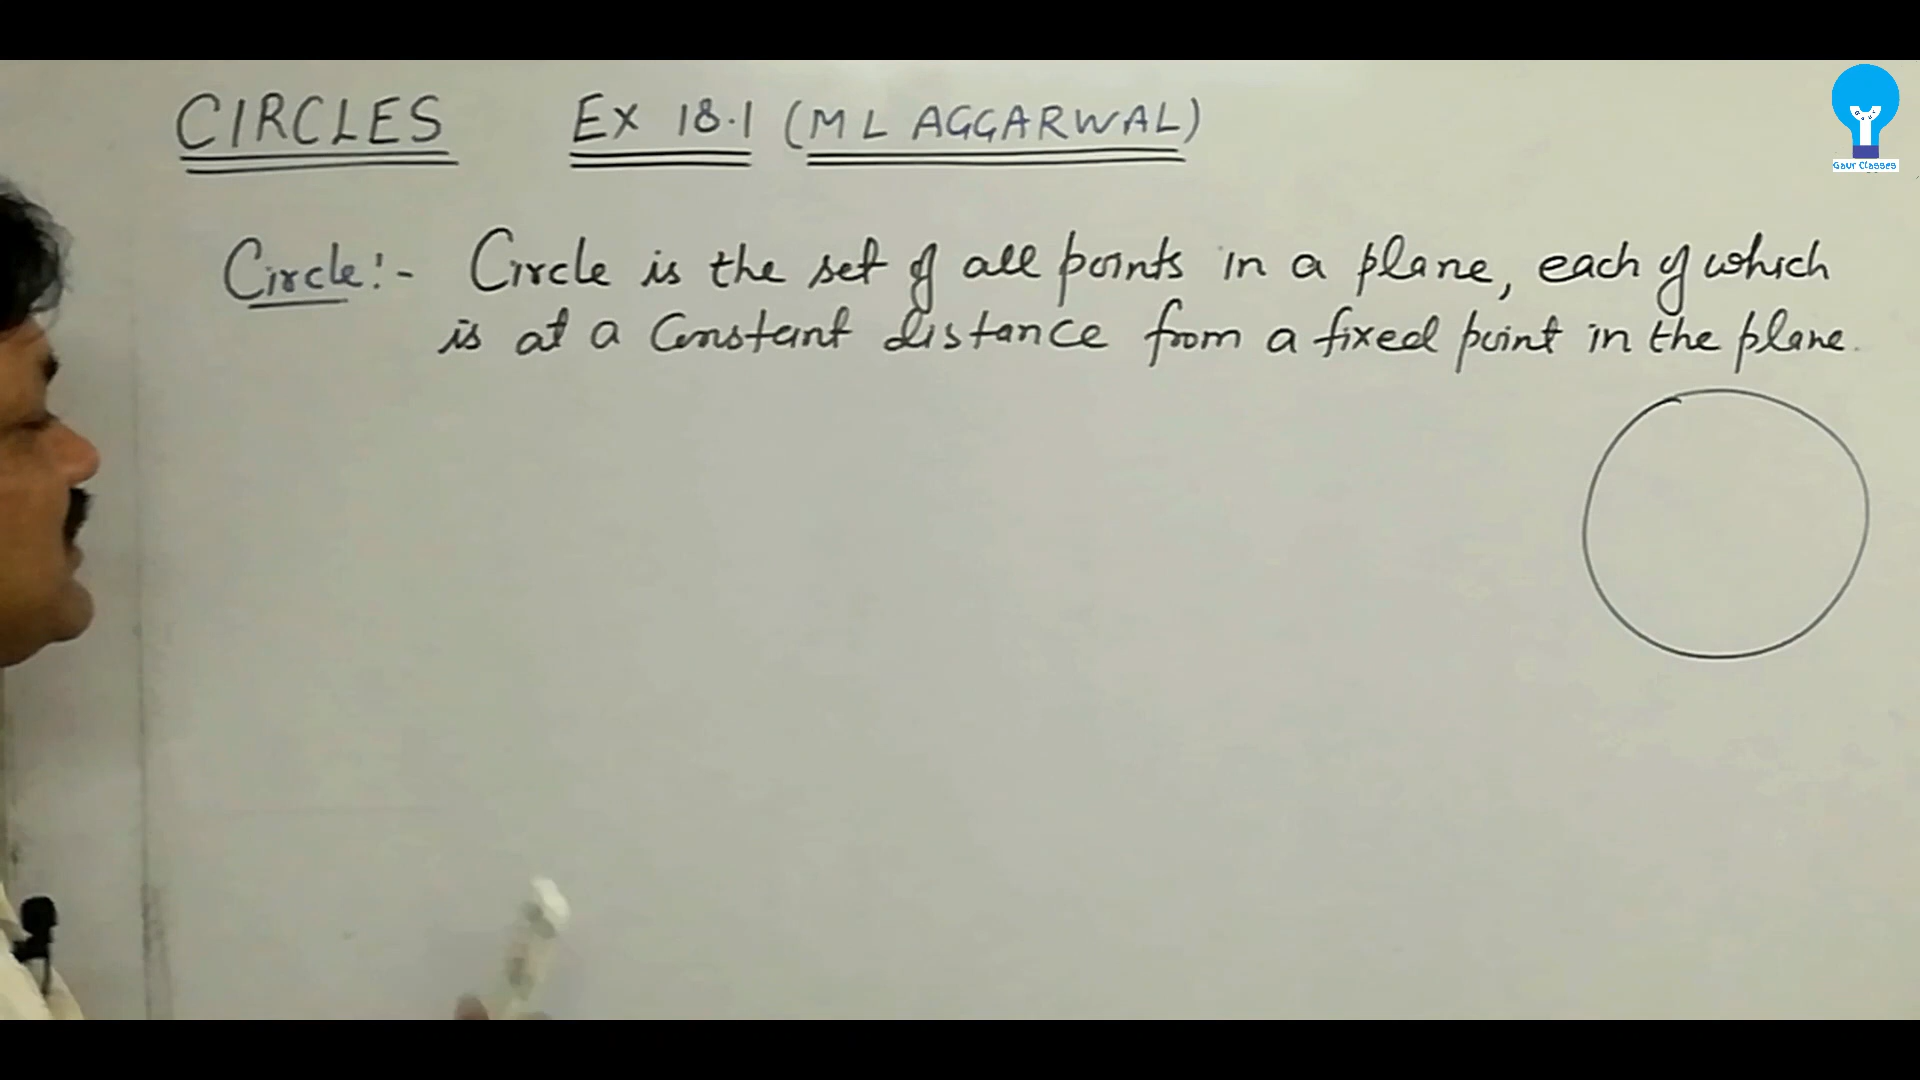 CIRCLES EX 18.1 (M L AGGARWAL)
Gaur Classes
Circle:- Circle is the set of all points in a plane, each of which
is at a constant distance from a fixed point in the plane.